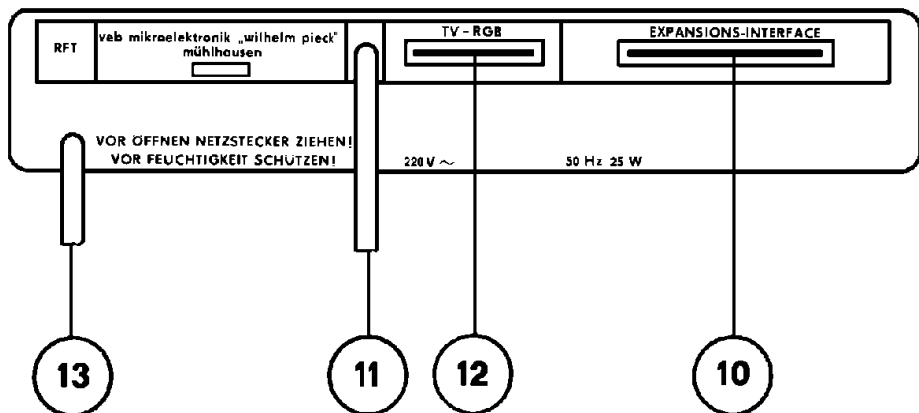 RFT
veb mikroelektronik „wilhelm pieck"
mühlhausen
TV - RGB
EXPANSIONS-INTERFACE
VOR ÖFFNEN NETZSTECKER ZIEHEN!
VOR FEUCHTIGKEIT SCHÜTZEN!
220 V ~
50 Hz 25 W
13
11
12
10